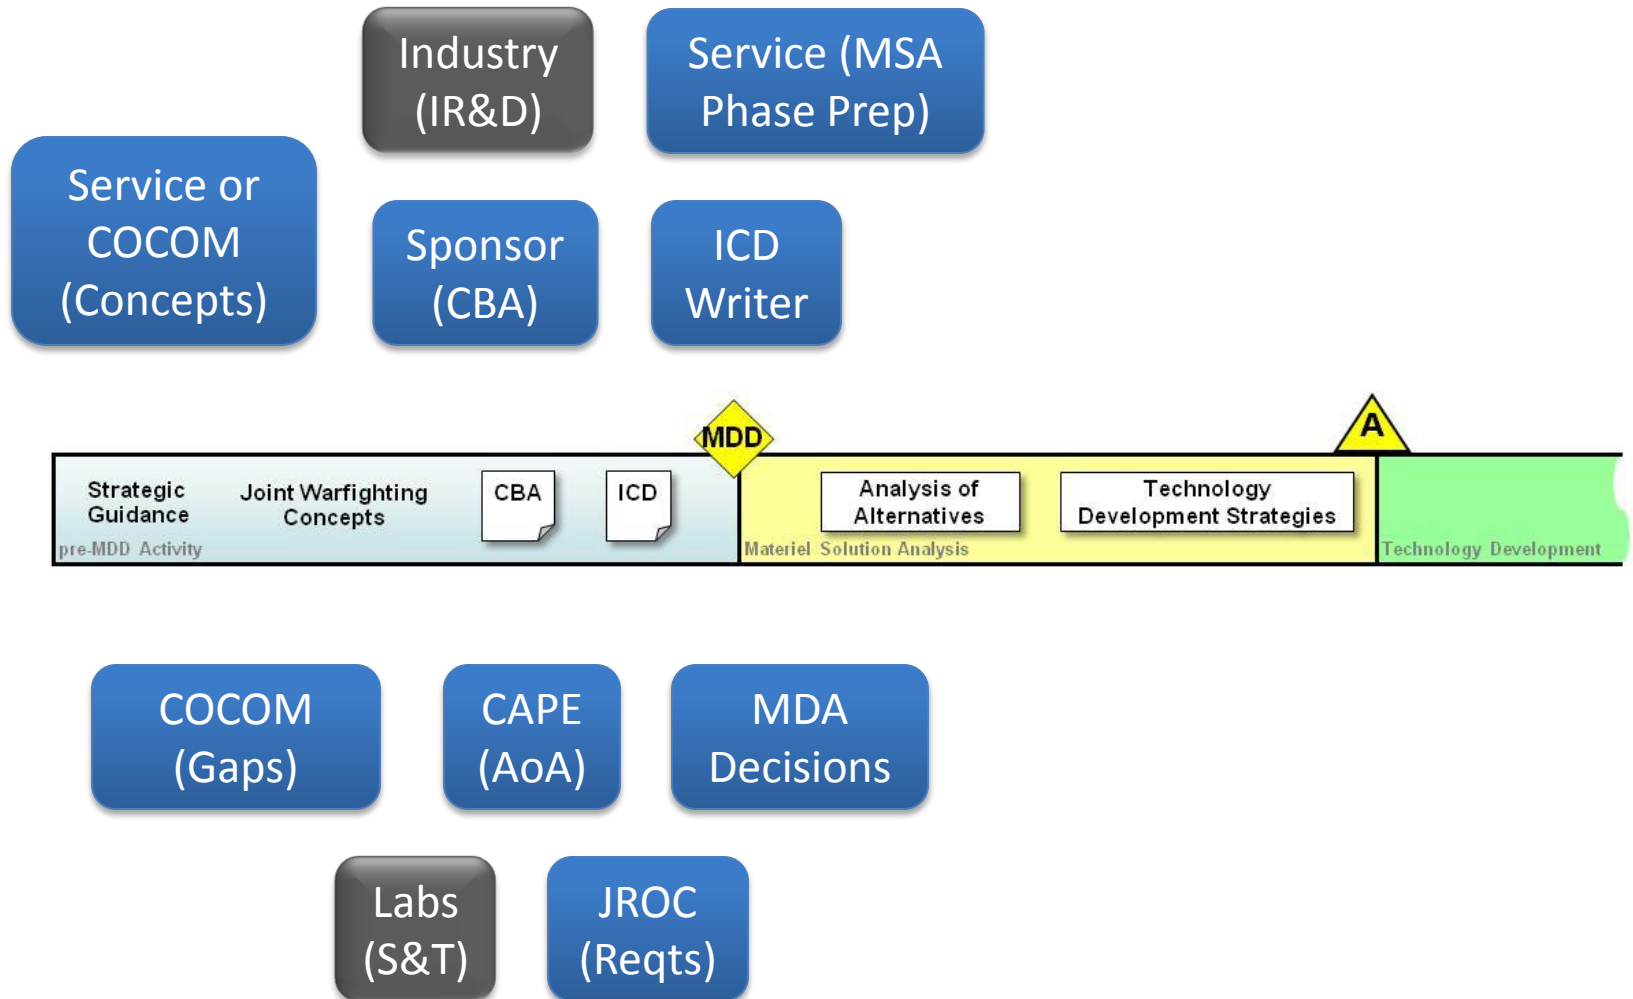 Industry
(IR&D)
Service (MSA
Phase Prep)
Service or
COCOM
(Concepts)
Sponsor
(CBA)
ICD
Writer
MDD
A
Strategic
Guidance
Joint Warfighting
Concepts
CBA
ICD
Analysis of
Alternatives
Technology
Development Strategies
pre-MDD Activity
Materiel Solution Analysis
Technology Development
COCOM
(Gaps)
CAPE
(AoA)
MDA
Decisions
Labs
(S&T)
JROC
(Reqts)